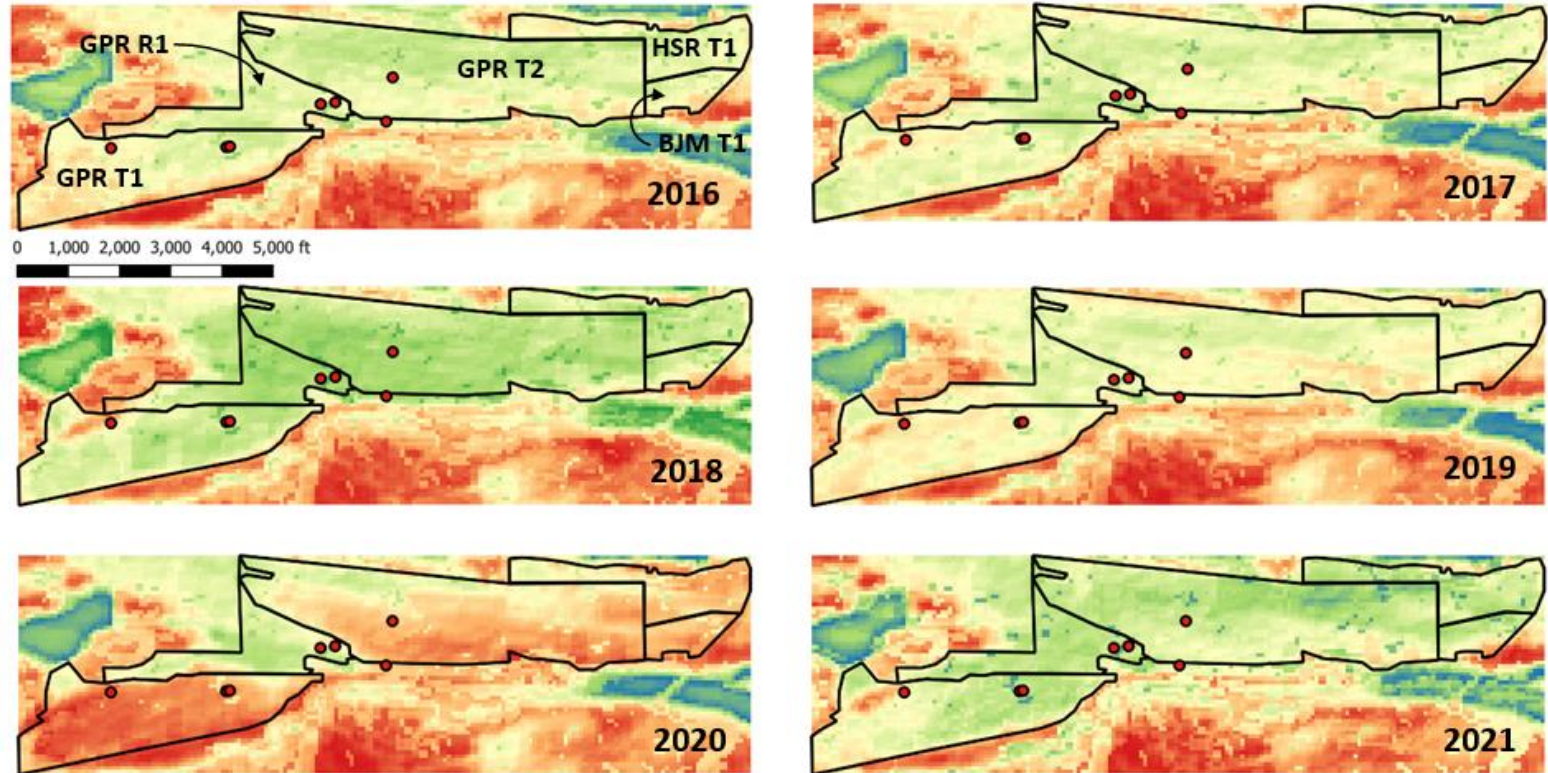 GPR R1
GPR T2
HSR T1
BJM T1
GPR T1
2016
2017
0 1,000 2,000 3,000 4,000 5,000 ft
2018
2019
2020
2021